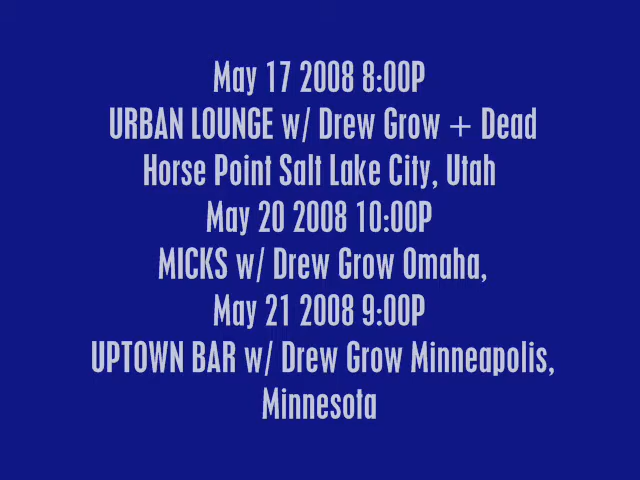 May 17 2008 8:00P
URBAN LOUNGE w/ Drew Grow + Dead
Horse Point Salt Lake City, Utah
May 20 2008 10:00P
MICKS w/ Drew Grow Omaha,
May 21 2008 9:00P
UPTOWN BAR w/ Drew Grow Minneapolis,
Minnesota